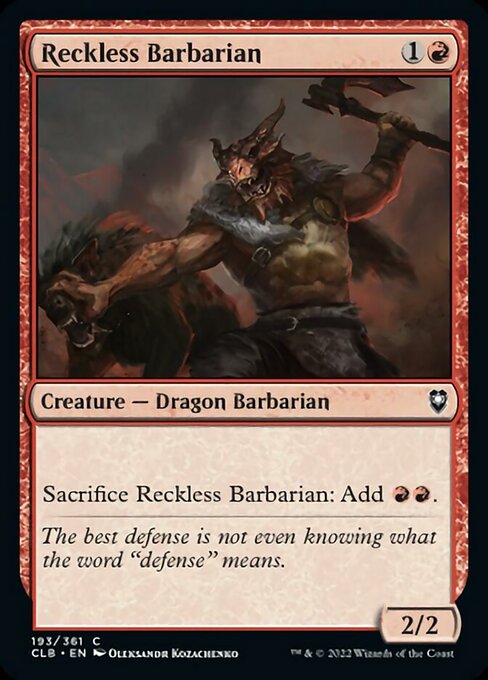 Reckless Barbarian 1
Creature — Dragon Barbarian
Sacrifice Reckless Barbarian: Add .
The best defense is not even knowing what
the word “defense” means.
2/2
193/361 C
CLB • EN Oleksandr Kozachenko
™ & © 2022 Wizards of the Coast